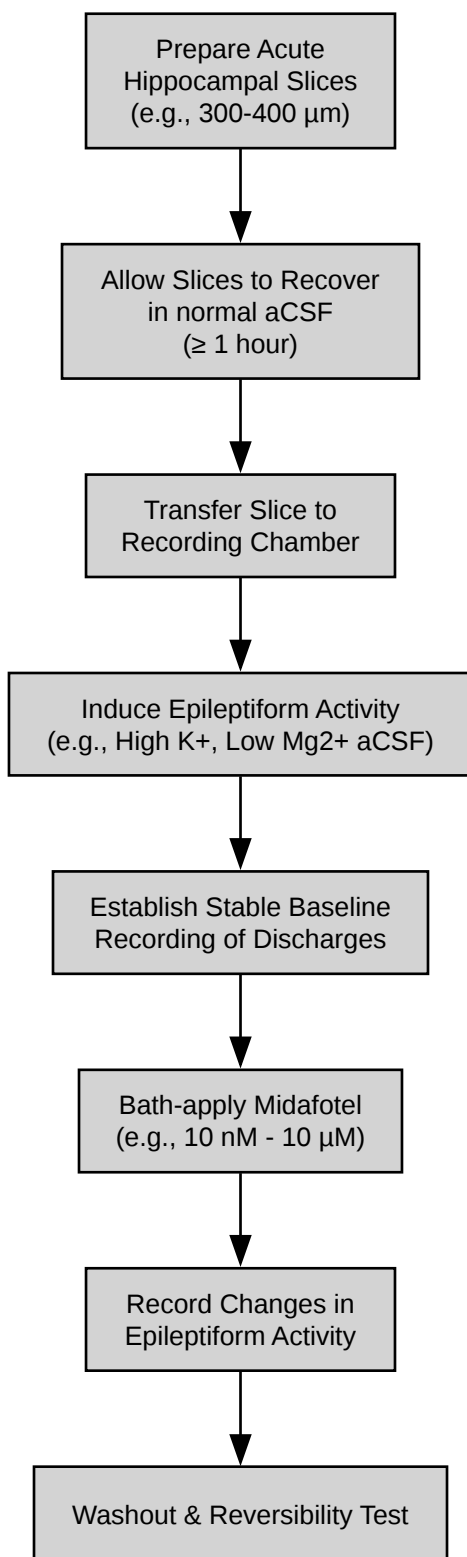 Prepare Acute
Hippocampal Slices
(e.g., 300-400 µm)
Allow Slices to Recover
in normal aCSF
(≥ 1 hour)
Transfer Slice to
Recording Chamber
Induce Epileptiform Activity
(e.g., High K+, Low Mg2+ aCSF)
Establish Stable Baseline
Recording of Discharges
Bath-apply Midafotel
(e.g., 10 nM - 10 µM)
Record Changes in
Epileptiform Activity
Washout & Reversibility Test